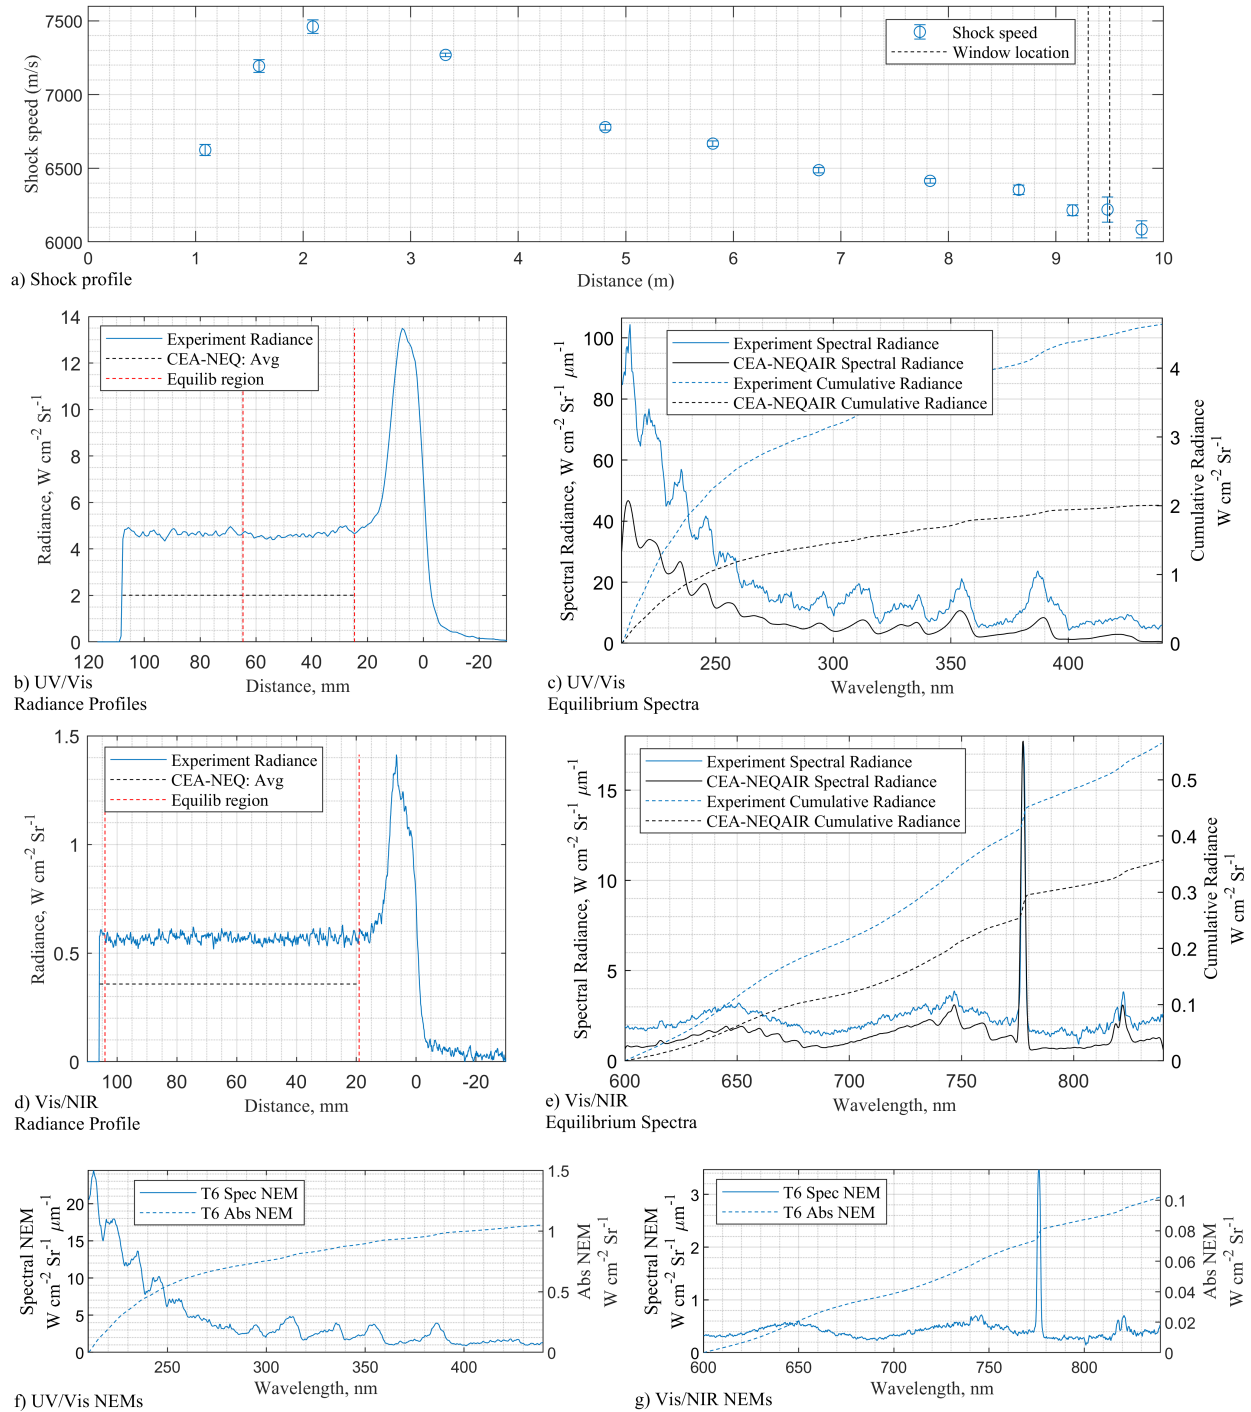 7500
7000
6500
6000
Shock speed (m/s)
Shock speed
Window location
0 1 2 3 4 5 6 7 8 9 10
Distance (m)
a) Shock profile
14
12
10
8
6
4
2
0
Radiance, W cm-2 Sr-1
Experiment Radiance
CEA-NEQ: Avg
Equilib region
120 100 80 60 40 20 0 -20
Distance, mm
b) UV/Vis
Radiance Profiles
100
80
60
40
20
0
Spectral Radiance, W cm-2 Sr-1 μm-1
Experiment Spectral Radiance
CEA-NEQAIR Spectral Radiance
Experiment Cumulative Radiance
CEA-NEQAIR Cumulative Radiance
4
3
2
1
0
Cumulative Radiance
W cm-2 Sr-1
250 300 350 400
Wavelength, nm
c) UV/Vis
Equilibrium Spectra
1.5
1
0.5
0
Radiance, W cm-2 Sr-1
Experiment Radiance
CEA-NEQ: Avg
Equilib region
100 80 60 40 20 0 -20
Distance, mm
d) Vis/NIR
Radiance Profile
15
10
5
0
Spectral Radiance, W cm-2 Sr-1 μm-1
Experiment Spectral Radiance
CEA-NEQAIR Spectral Radiance
Experiment Cumulative Radiance
CEA-NEQAIR Cumulative Radiance
0.5
0.4
0.3
0.2
0.1
0
Cumulative Radiance
W cm-2 Sr-1
600 650 700 750 800
Wavelength, nm
e) Vis/NIR
Equilibrium Spectra
20
15
10
5
0
Spectral NEM
W cm-2 Sr-1 μm-1
T6 Spec NEM
T6 Abs NEM
1.5
1
0.5
0
Abs NEM
W cm-2 Sr-1
250 300 350 400
Wavelength, nm
f) UV/Vis NEMs
3
2
1
0
Spectral NEM
W cm-2 Sr-1 μm-1
T6 Spec NEM
T6 Abs NEM
0.1
0.08
0.06
0.04
0.02
0
Abs NEM
W cm-2 Sr-1
600 650 700 750 800
Wavelength, nm
g) Vis/NIR NEMs